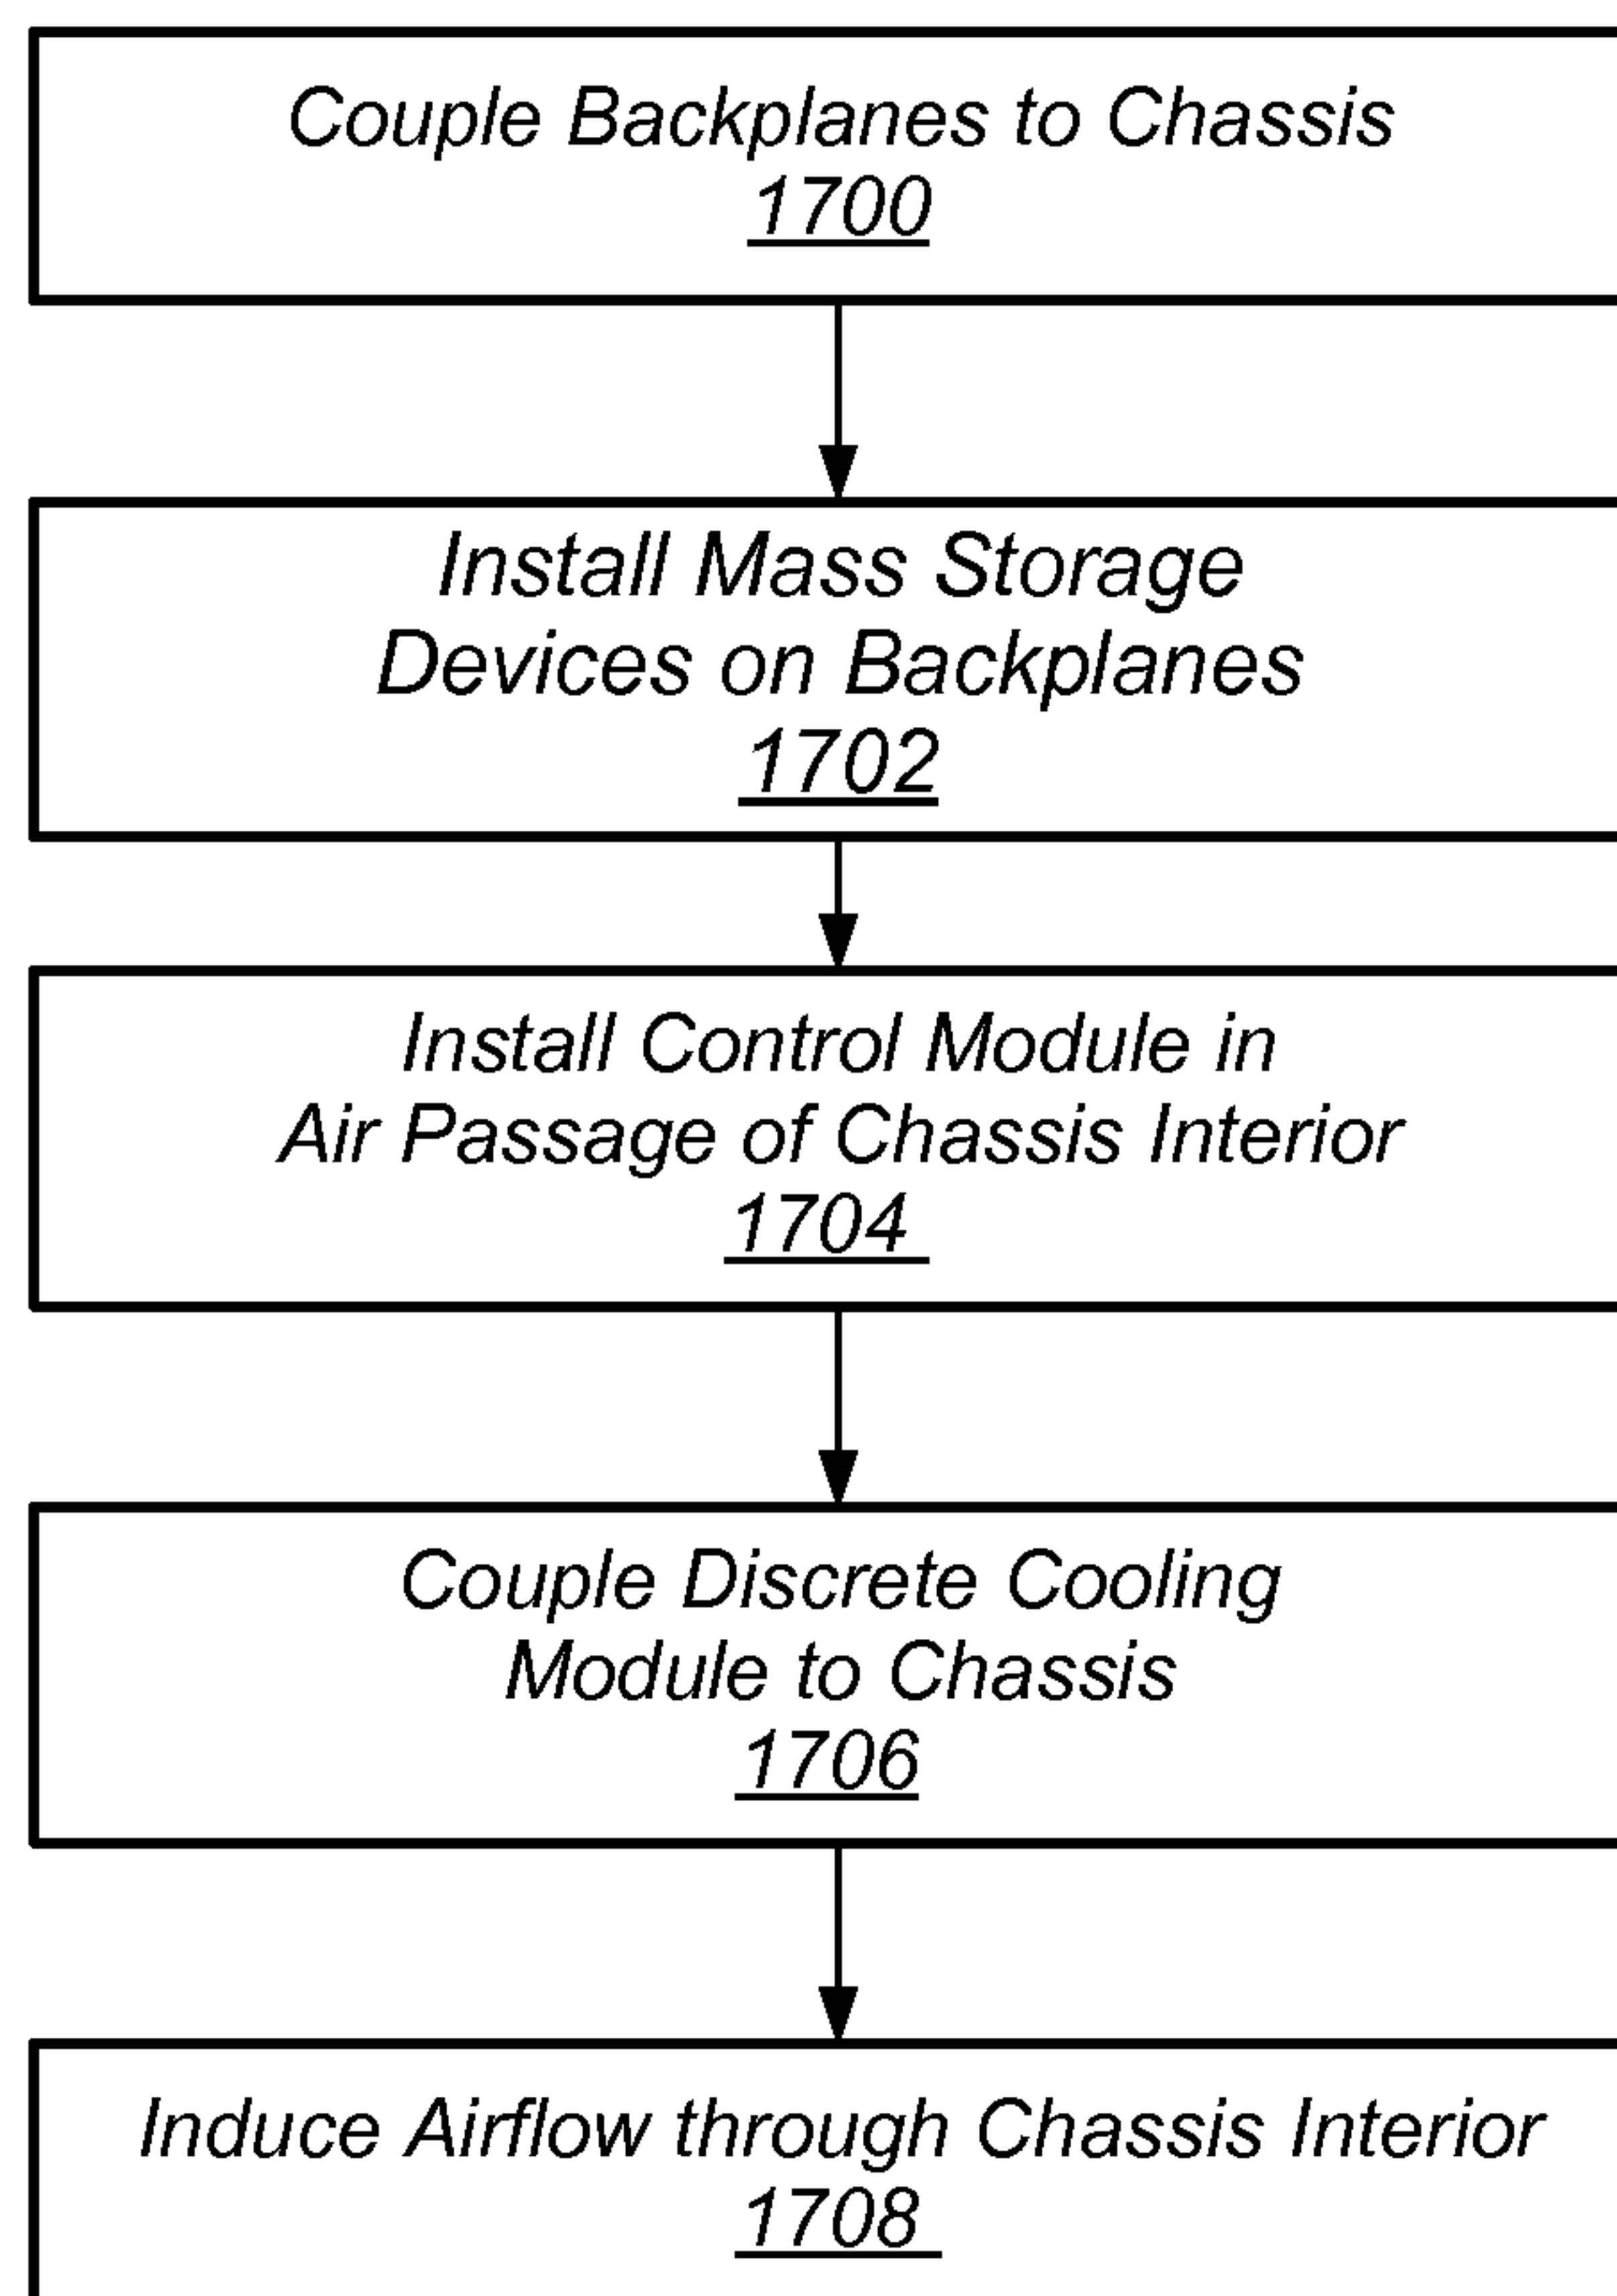 Couple Backplanes to Chassis
1700
Install Mass Storage
Devices on Backplanes
1702
Install Control Module in
Air Passage of Chassis Interior
1704
Couple Discrete Cooling
Module to Chassis
1706
Induce Airflow through Chassis Interior
1708